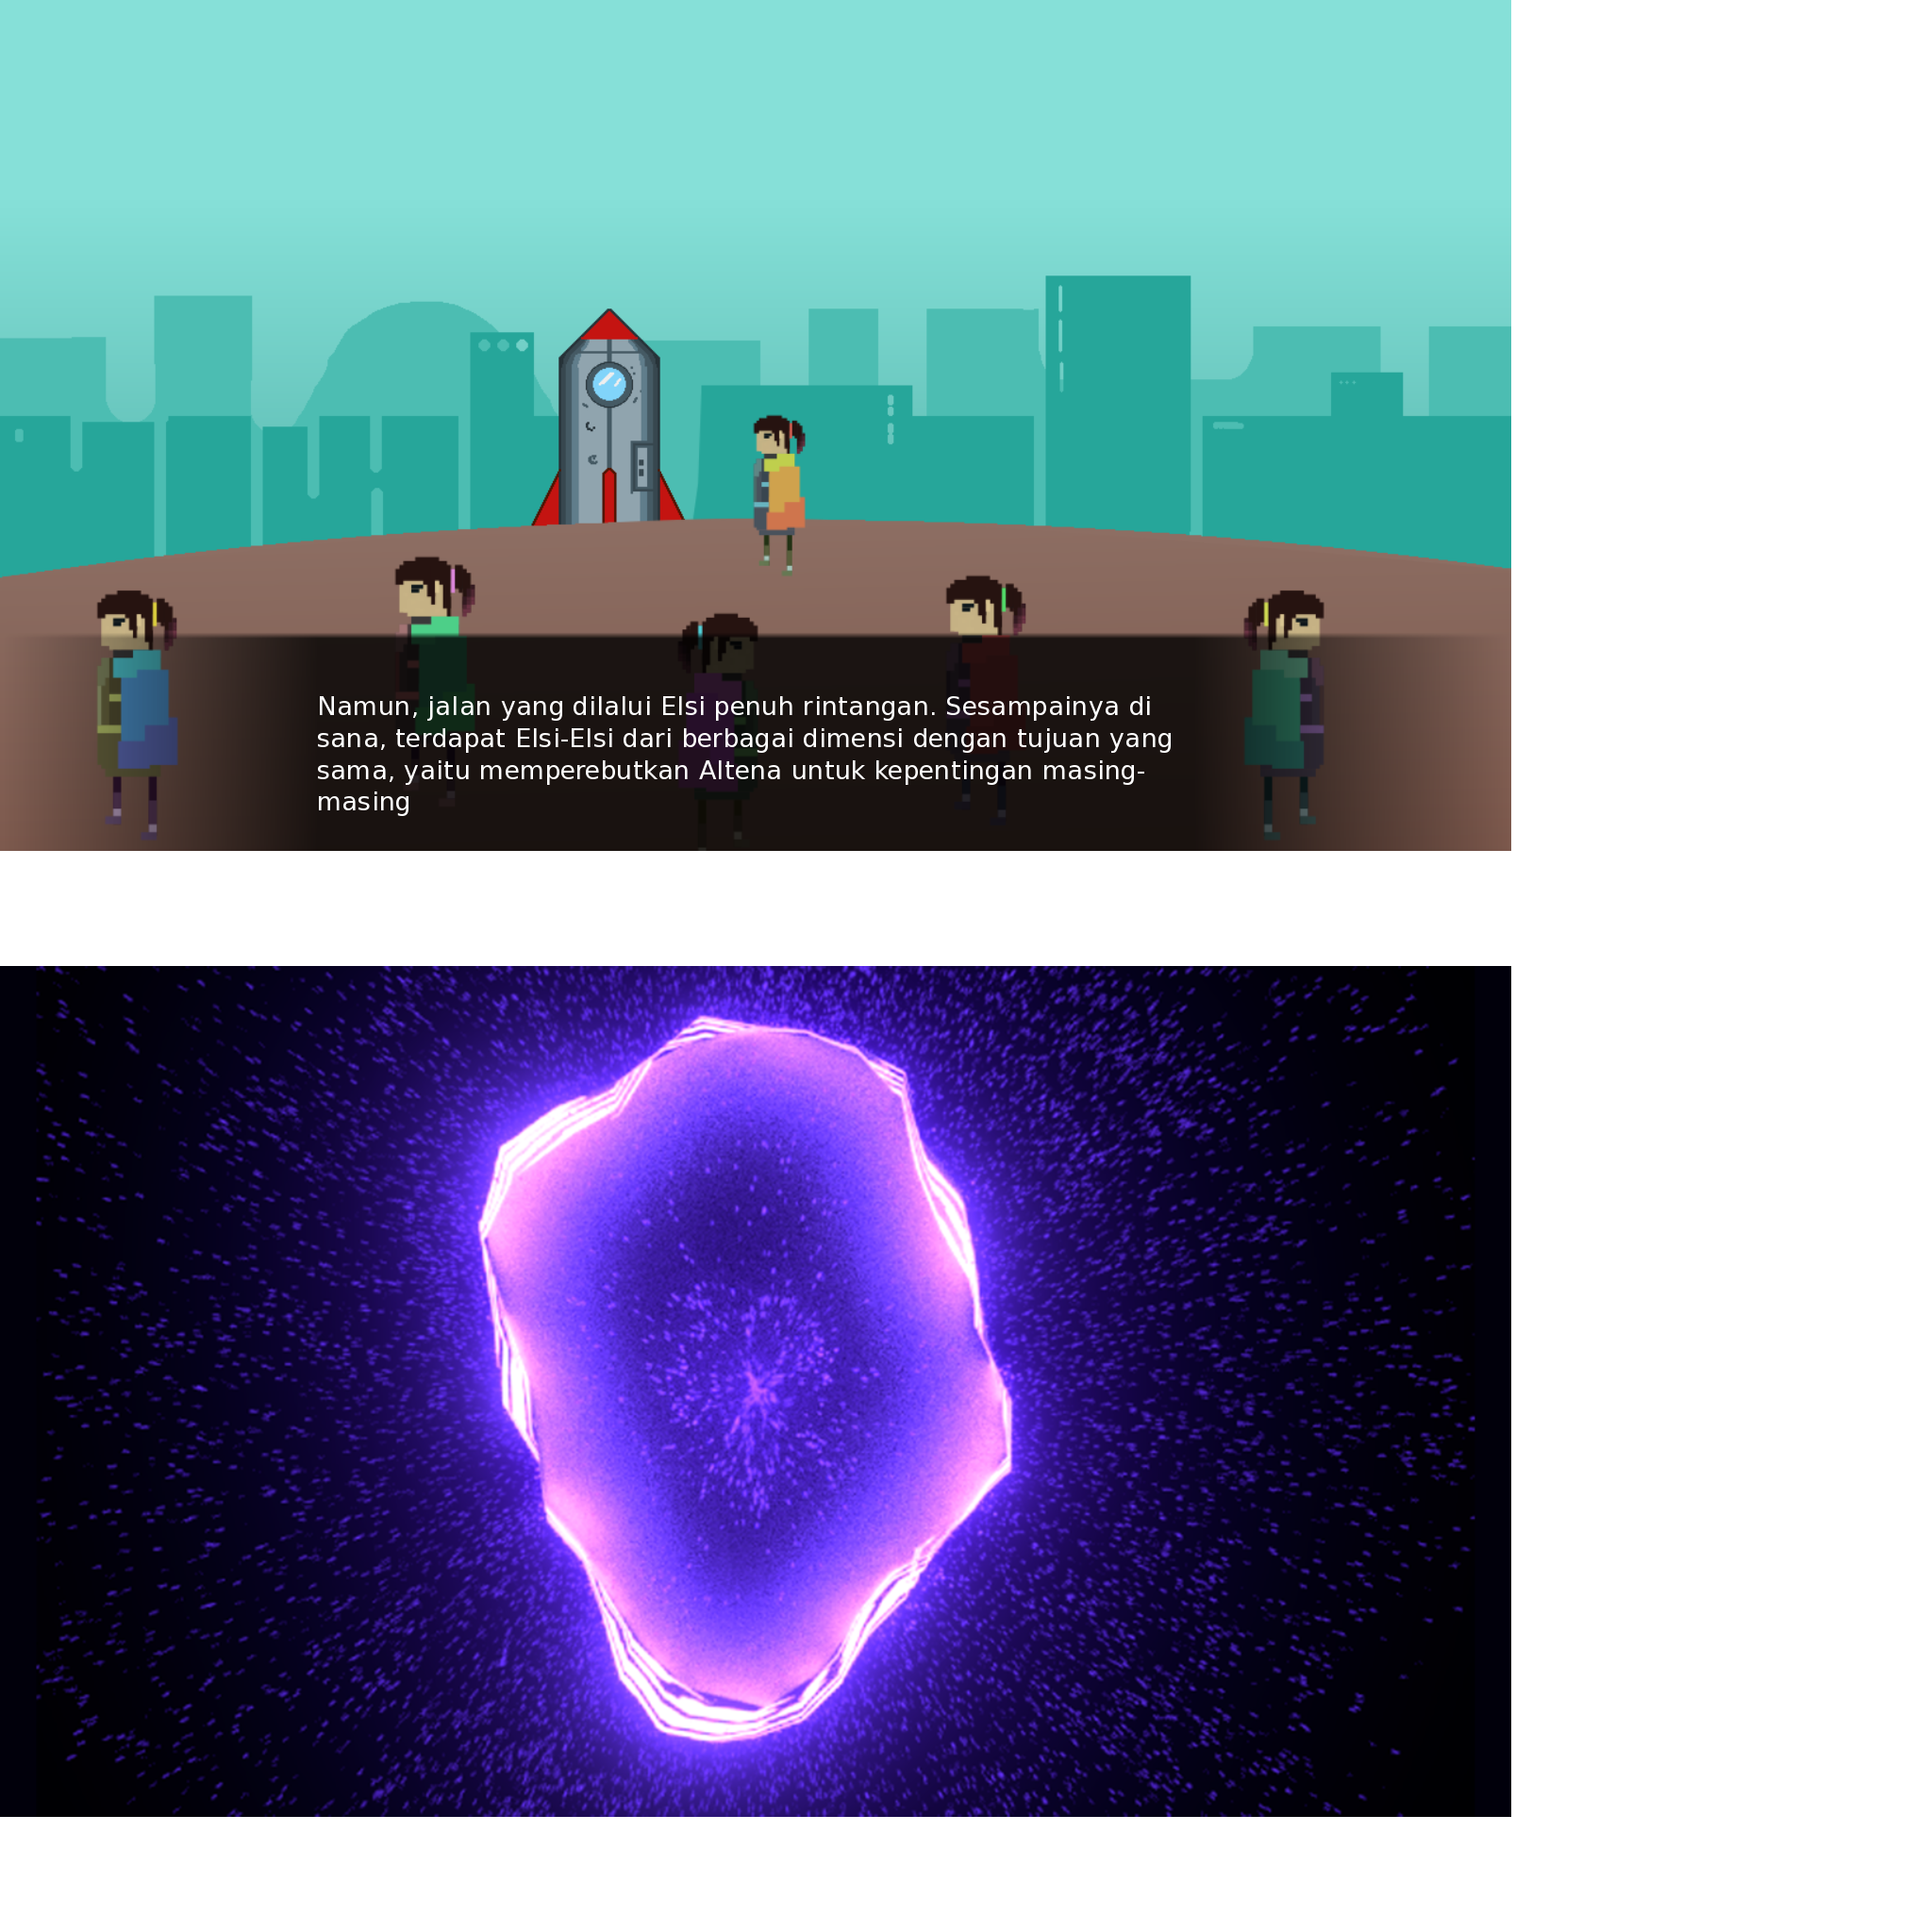 Namun, jalan yang dilalui Elsi penuh rintangan. Sesampainya di
sana, terdapat Elsi-Elsi dari berbagai dimensi dengan tujuan yang
sama, yaitu memperebutkan Altena untuk kepentingan masing-
masing